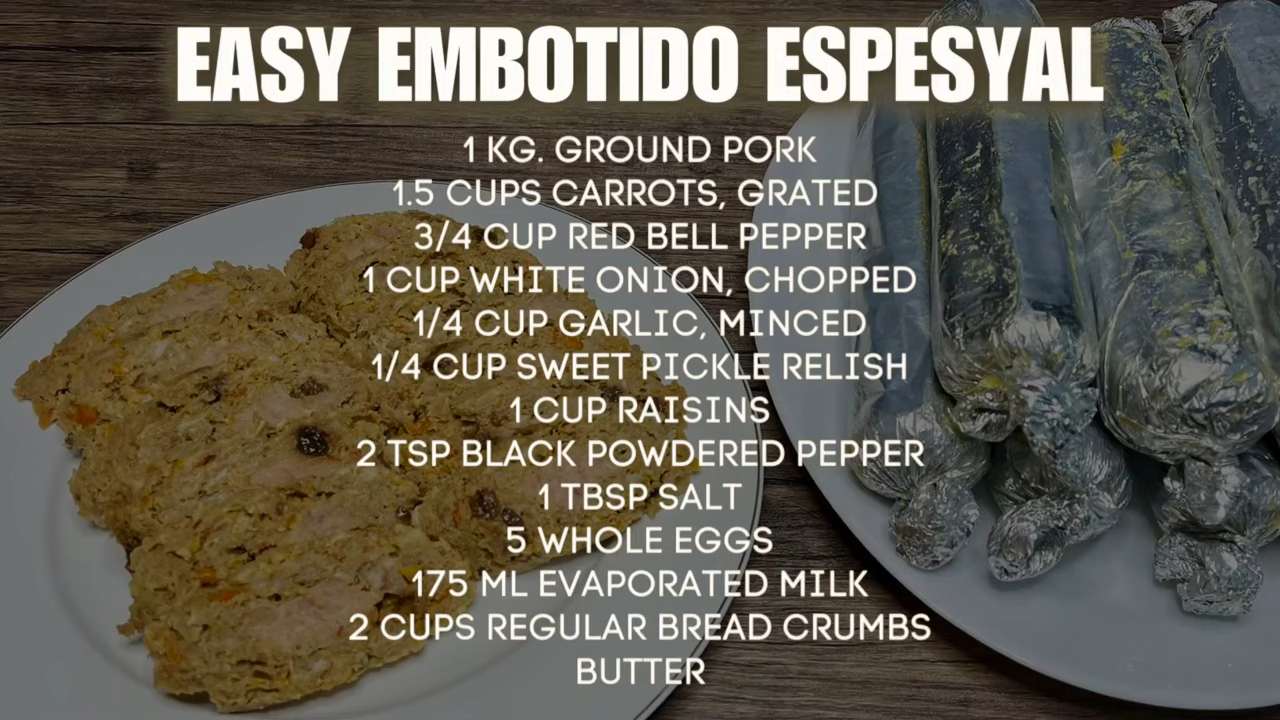 EASY EMBOTIDO ESPESYAL
1 KG. GROUND PORK
1.5 CUPS CARROTS, GRATED
3/4 CUP RED BELL PEPPER
1 CUP WHITE ONION, CHOPPED
1/4 CUP GARLIC, MINCED
1/4 CUP SWEET PICKLE RELISH
1 CUP RAISINS
2 TSP BLACK POWDERED PEPPER
1 TBSP SALT
5 WHOLE EGGS
175 ML EVAPORATED MILK
2 CUPS REGULAR BREAD CRUMBS
BUTTER